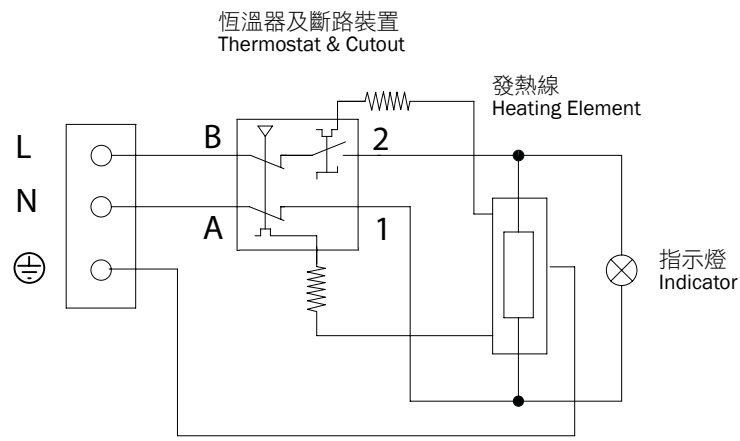 恆溫器及斷路裝置
Thermostat & Cutout
發熱線
Heating Element
L
B
2
N
A
1
指示燈
Indicator